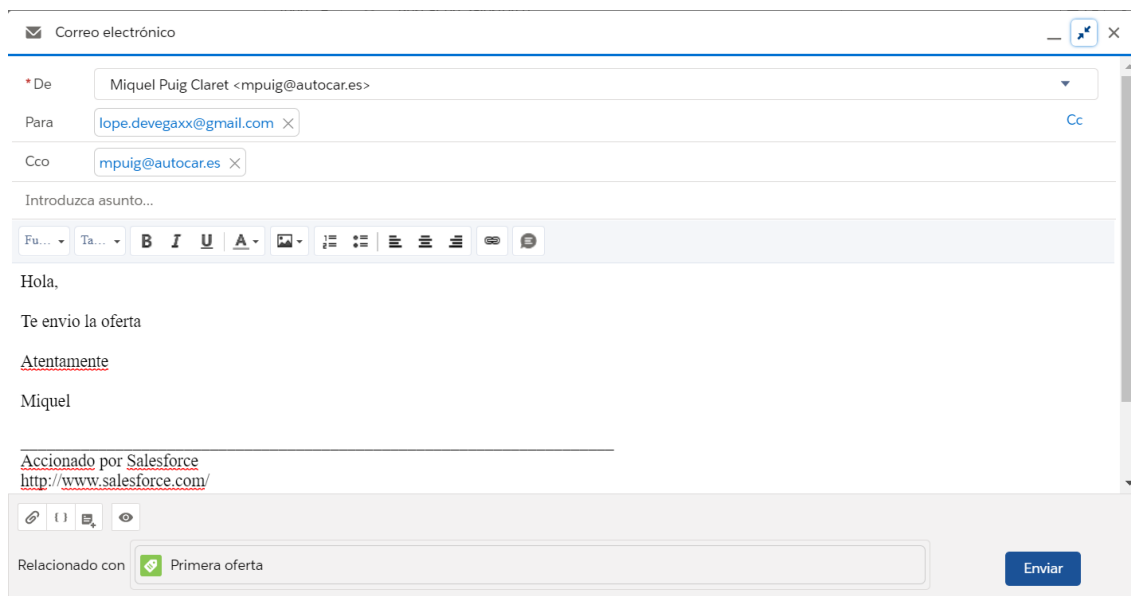 Correo electrónico
* De Miquel Puig Claret <mpuig@autocar.es>
Para lope.devegaxx@gmail.com Cc
Cco mpuig@autocar.es
Introduzca asunto...
Fu... Ta... B I U A
Hola,
Te envio la oferta
Atentamente
Miquel
Accionado por Salesforce
http://www.salesforce.com/
Relacionado con Primera oferta Enviar